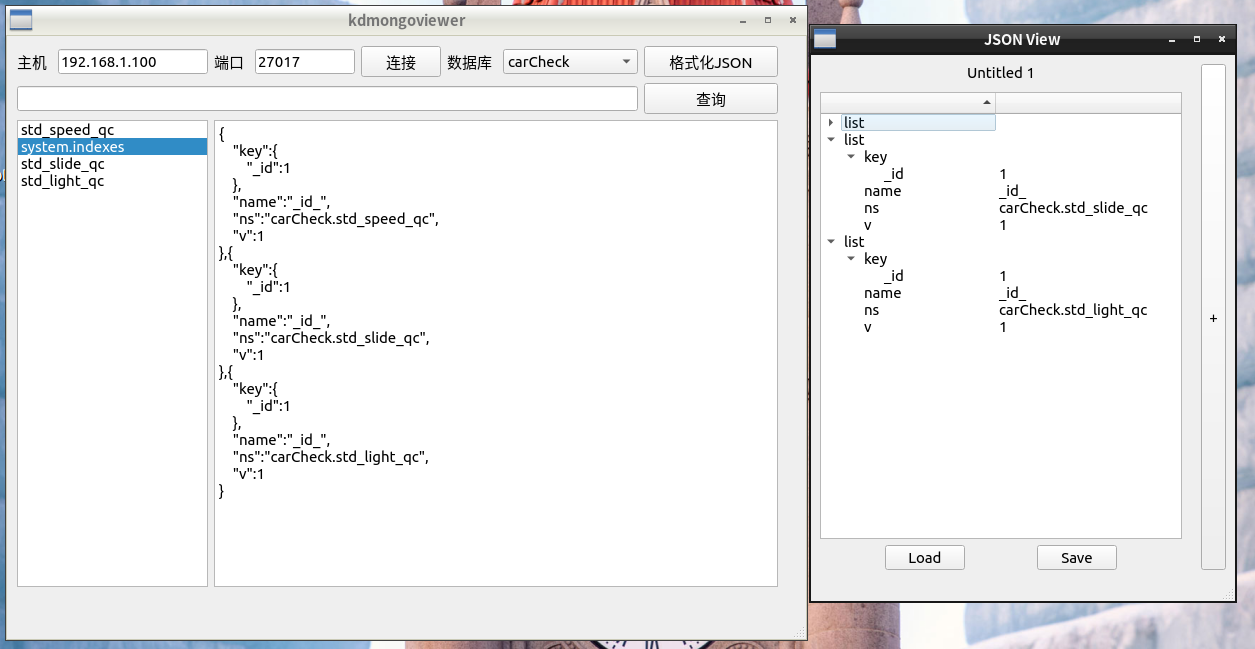 kdmongoviewer
主机 192.168.1.100 端口 27017 连接 数据库 carCheck 格式化JSON
查询
std_speed_qc
system.indexes
std_slide_qc
std_light_qc
{
"key":{
"_id":1
},
"name":"_id_",
"ns":"carCheck.std_speed_qc",
"v":1
},{
"key":{
"_id":1
},
"name":"_id_",
"ns":"carCheck.std_slide_qc",
"v":1
},{
"key":{
"_id":1
},
"name":"_id_",
"ns":"carCheck.std_light_qc",
"v":1
}
JSON View
Untitled 1
list
list
key
_id 1
name _id_
ns carCheck.std_slide_qc
v 1
list
key
_id 1
name _id_
ns carCheck.std_light_qc
v 1
+
Load Save